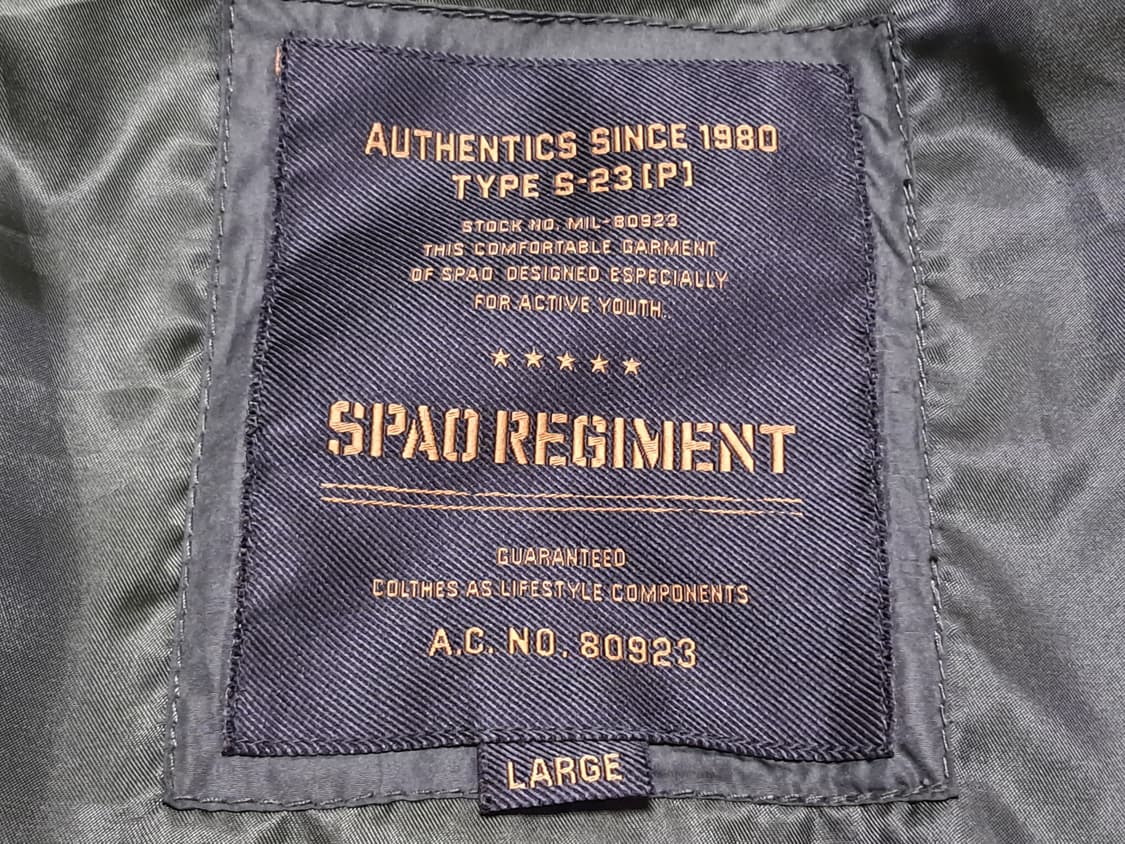 AUTHENTICS SINCE 1980
TYPE S-23 [P]
STOCK NO. MIL-80923
THIS COMFORTABLE GARMENT
OF SPAO DESIGNED ESPECIALLY
FOR ACTIVE YOUTH.
SPAO REGIMENT
GUARANTEED
COLTHES AS LIFESTYLE COMPONENTS
A.C. NO. 80923
LARGE